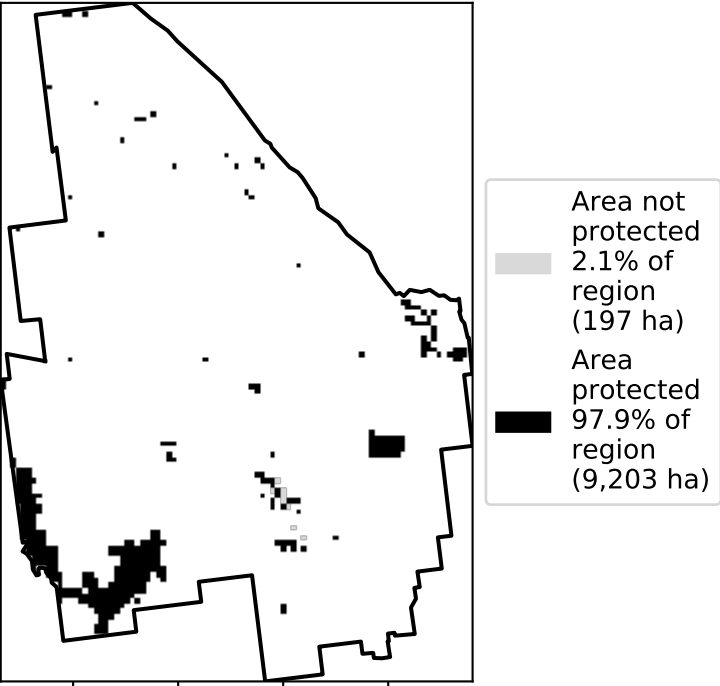 Area not
protected
2.1% of
region
(197 ha)
Area
protected
97.9% of
region
(9,203 ha)